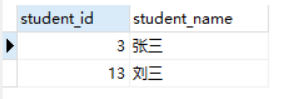 student_id student_name
3 张三
13 刘三